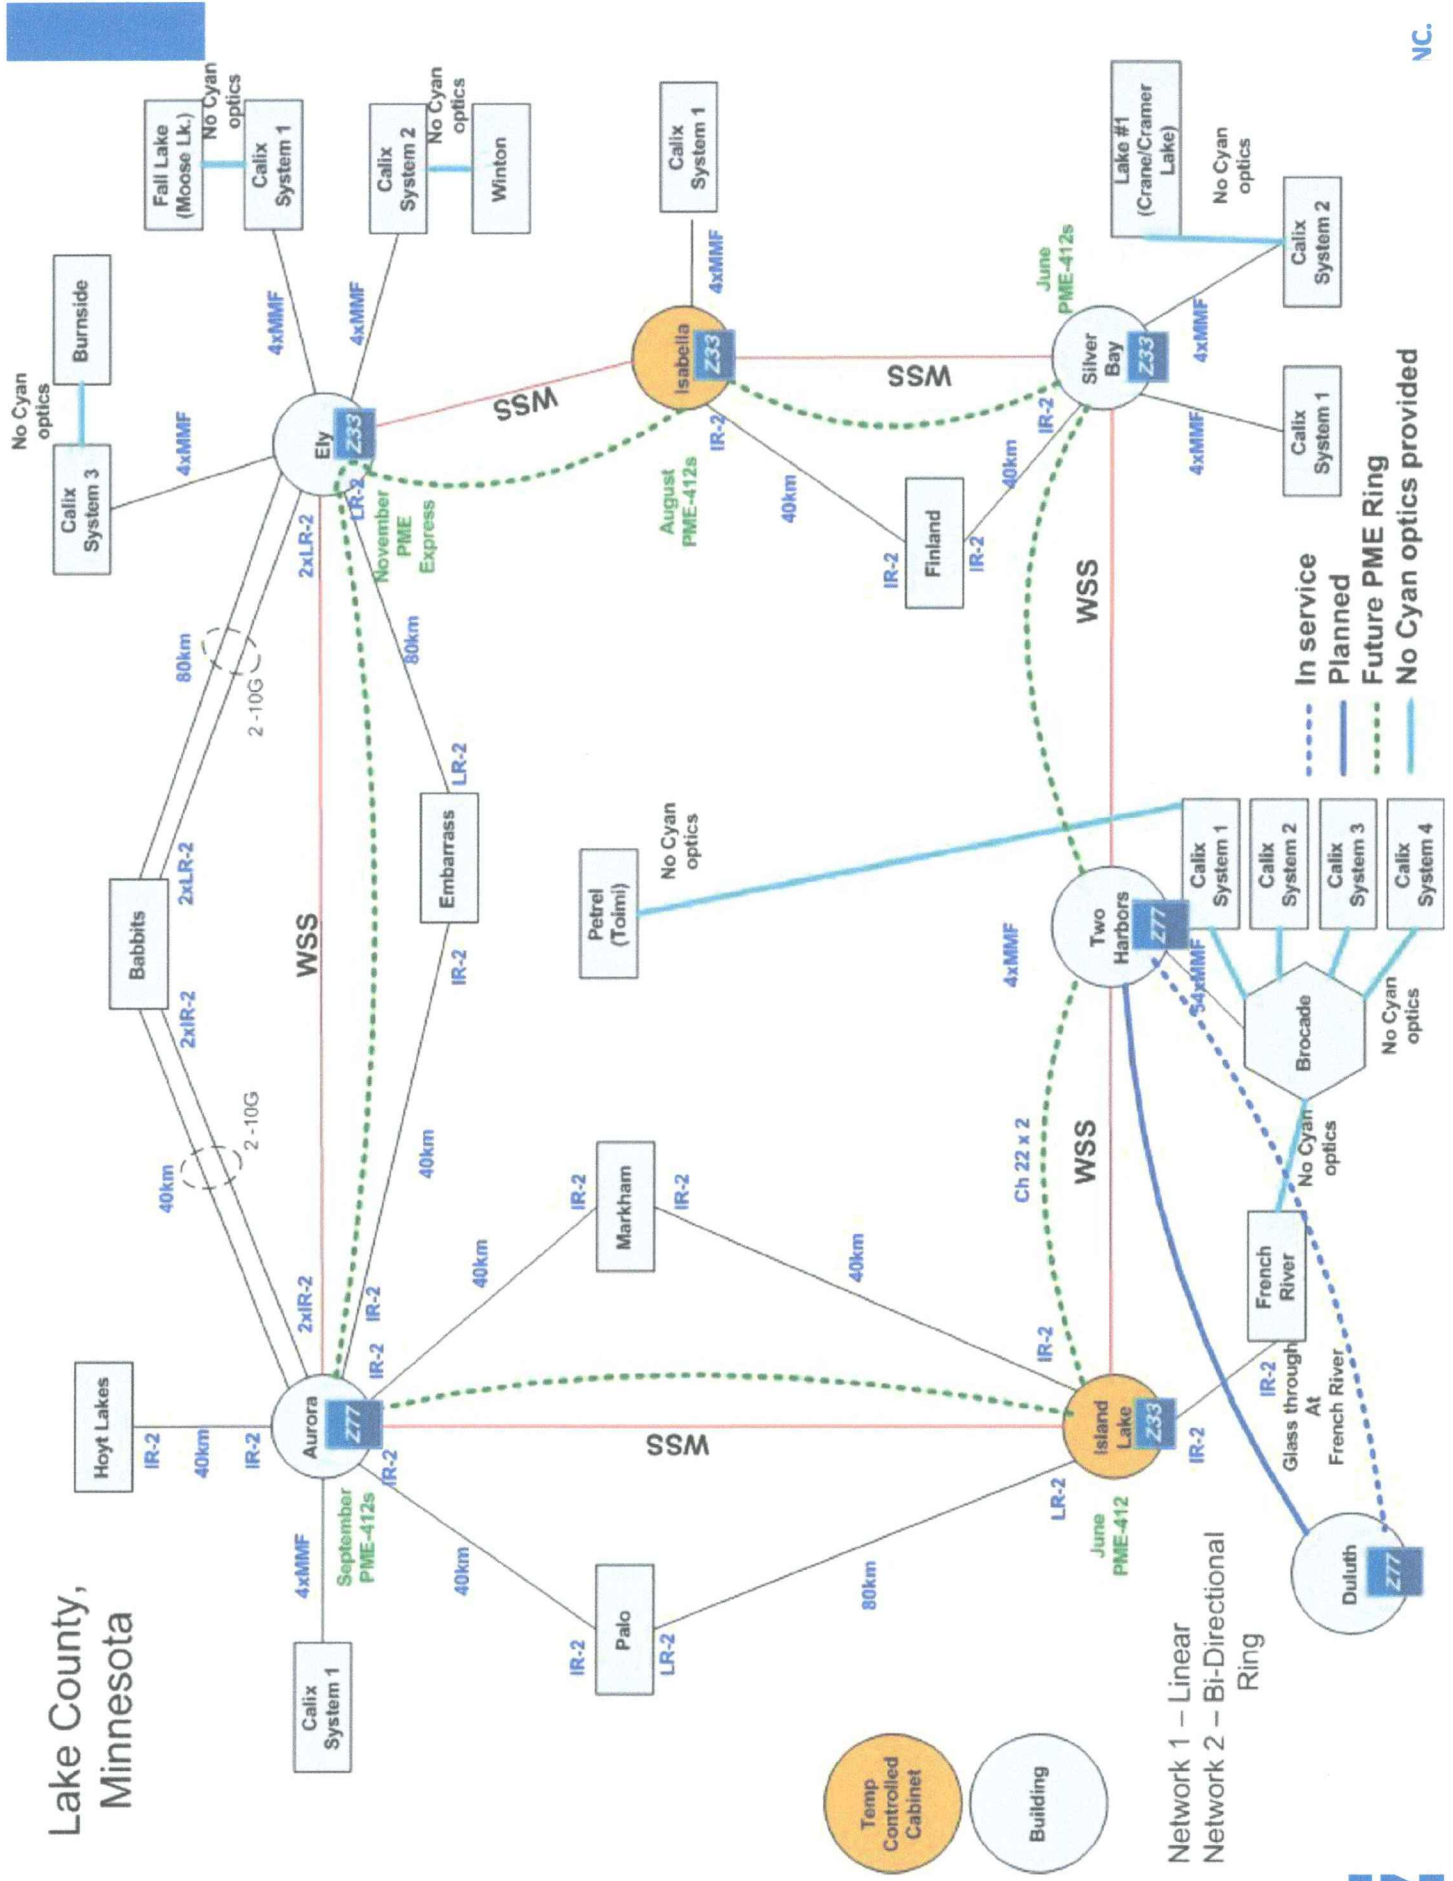 Lake County,
Minnesota
Hoyt Lakes
IR-2
40km
IR-2
Calix
System 1
4xMMF
Aurora
Z77
September
PME-412s
IR-2
2xIR-2
IR-2
IR-2
40km
2 -10G
2xIR-2
Babbits
2xLR-2
80km
2 -10G
2xLR-2
WSS
40km
IR-2
Embarrass
LR-2
80km
LR-2
Ely
Z33
November
PME
Express
4xMMF
Calix
System 3
No Cyan
optics
Burnside
4xMMF
Calix
System 1
No Cyan
optics
Fall Lake
(Moose Lk.)
4xMMF
Calix
System 2
No Cyan
optics
Winton
WSS
Isabella
Z33
4xMMF
Calix
System 1
August
PME-412s
IR-2
40km
IR-2
Finland
IR-2
40km
IR-2
WSS
June
PME-412s
Silver
Bay
Z33
4xMMF
Calix
System 1
4xMMF
Calix
System 2
No Cyan
optics
Lake #1
(Crane/Cramer
Lake)
WSS
40km
IR-2
Palo
LR-2
80km
LR-2
WSS
40km
IR-2
Markham
IR-2
40km
IR-2
Petrel
(Toimi)
No Cyan
optics
June
PME-412
Island
Lake
Z33
IR-2
Ch 22 x 2
WSS
4xMMF
Two
Harbors
Z77
54xMMF
Calix
System 1
Calix
System 2
Calix
System 3
Calix
System 4
Brocade
No Cyan
optics
No Cyan
optics
French
River
IR-2
Glass through
At
French River
Duluth
Z77
Temp
Controlled
Cabinet
Building
Network 1 – Linear
Network 2 – Bi-Directional
Ring
In service
Planned
Future PME Ring
No Cyan optics provided
NC.